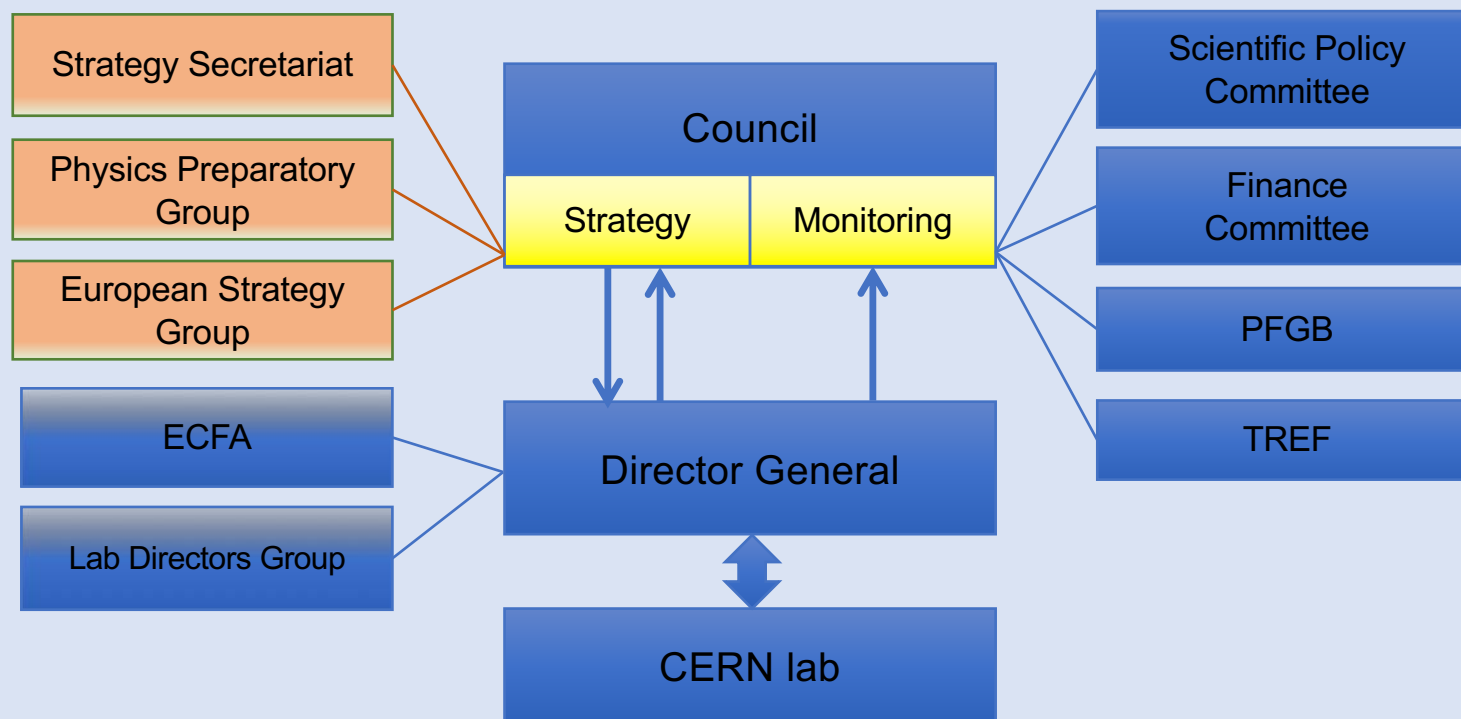 Strategy Secretariat
Physics Preparatory
Group
European Strategy
Group
ECFA
Lab Directors Group
Council
Strategy
Monitoring
Director General
CERN lab
Scientific Policy
Committee
Finance
Committee
PFGB
TREF